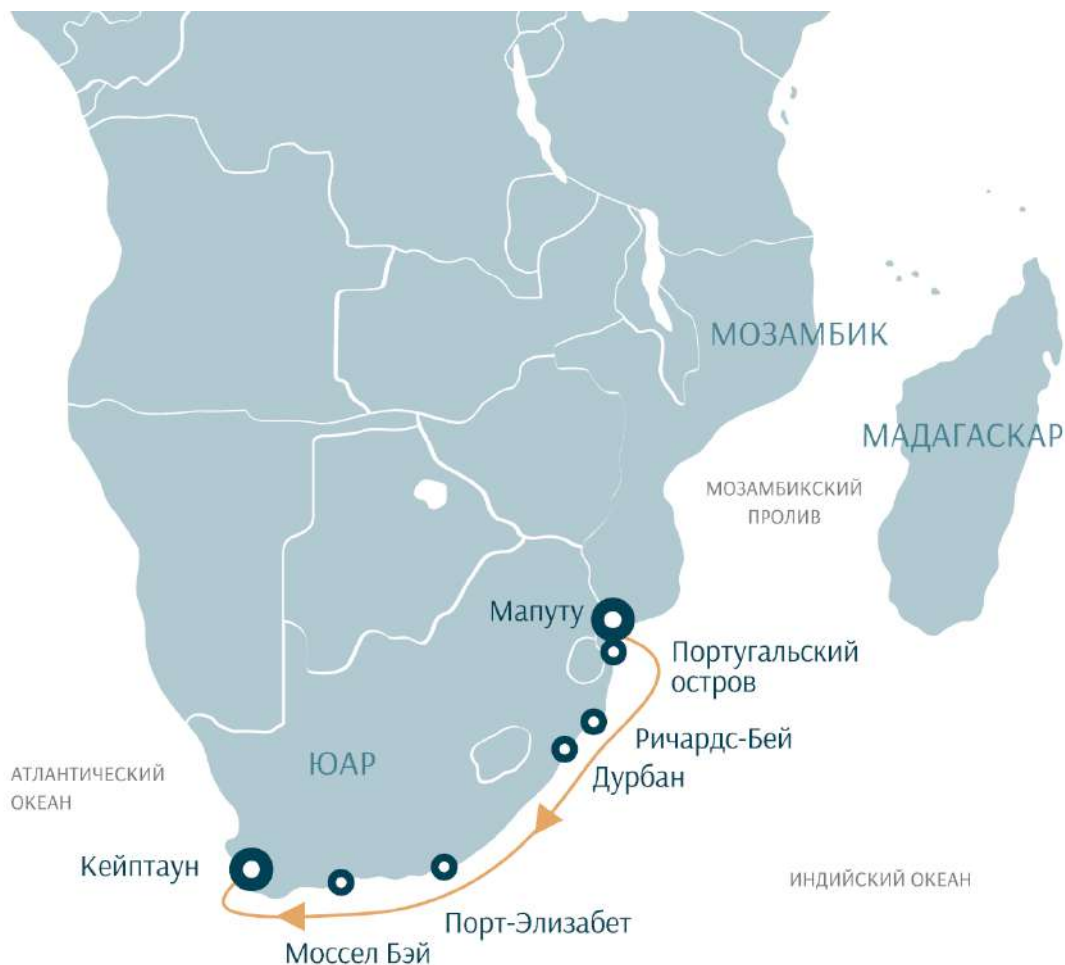 МОЗАМБИК
МАДАГАСКАР
МОЗАМБИКСКИЙ
ПРОЛИВ
Мапуту
Португальский
остров
Ричардс-Бей
ЮАР
Дурбан
АТЛАНТИЧЕСКИЙ
ОКЕАН
Кейптаун
ИНДИЙСКИЙ ОКЕАН
Порт-Элизабет
Моссел Бэй